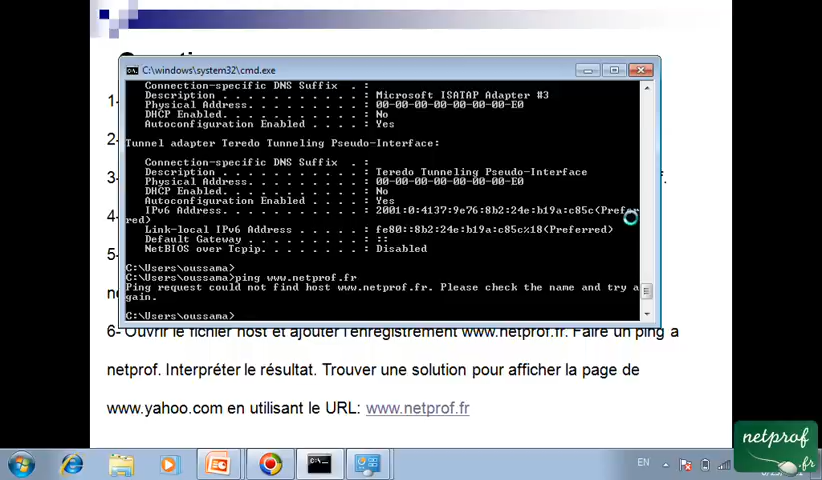 C:\windows\system32\cmd.exe
Connection-specific DNS Suffix  . :
Description . . . . . . . . . . . : Microsoft ISATAP Adapter #3
Physical Address. . . . . . . . . : 00-00-00-00-00-00-00-E0
DHCP Enabled. . . . . . . . . . . : No
Autoconfiguration Enabled . . . . : Yes
Tunnel adapter Teredo Tunneling Pseudo-Interface:
Connection-specific DNS Suffix  . :
Description . . . . . . . . . . . : Teredo Tunneling Pseudo-Interface
Physical Address. . . . . . . . . : 00-00-00-00-00-00-00-E0
DHCP Enabled. . . . . . . . . . . : No
Autoconfiguration Enabled . . . . : Yes
IPv6 Address. . . . . . . . . . . : 2001:0:4137:9e76:8b2:24e:b19a:c85c(Prefer
red)
Link-local IPv6 Address . . . . . : fe80::8b2:24e:b19a:c85c%18(Preferred)
Default Gateway . . . . . . . . . : ::
NetBIOS over Tcpip. . . . . . . . : Disabled
C:\Users\oussama>
C:\Users\oussama>ping www.netprof.fr
Ping request could not find host www.netprof.fr. Please check the name and try a
gain.
C:\Users\oussama>
1-
2-
3-
4-
6- Ouvrir le fichier host et ajouter l'enregistrement www.netprof.fr. Faire un ping à
netprof. Interpréter le résultat. Trouver une solution pour afficher la page de
www.yahoo.com en utilisant le URL: www.netprof.fr
EN
netprof
.fr